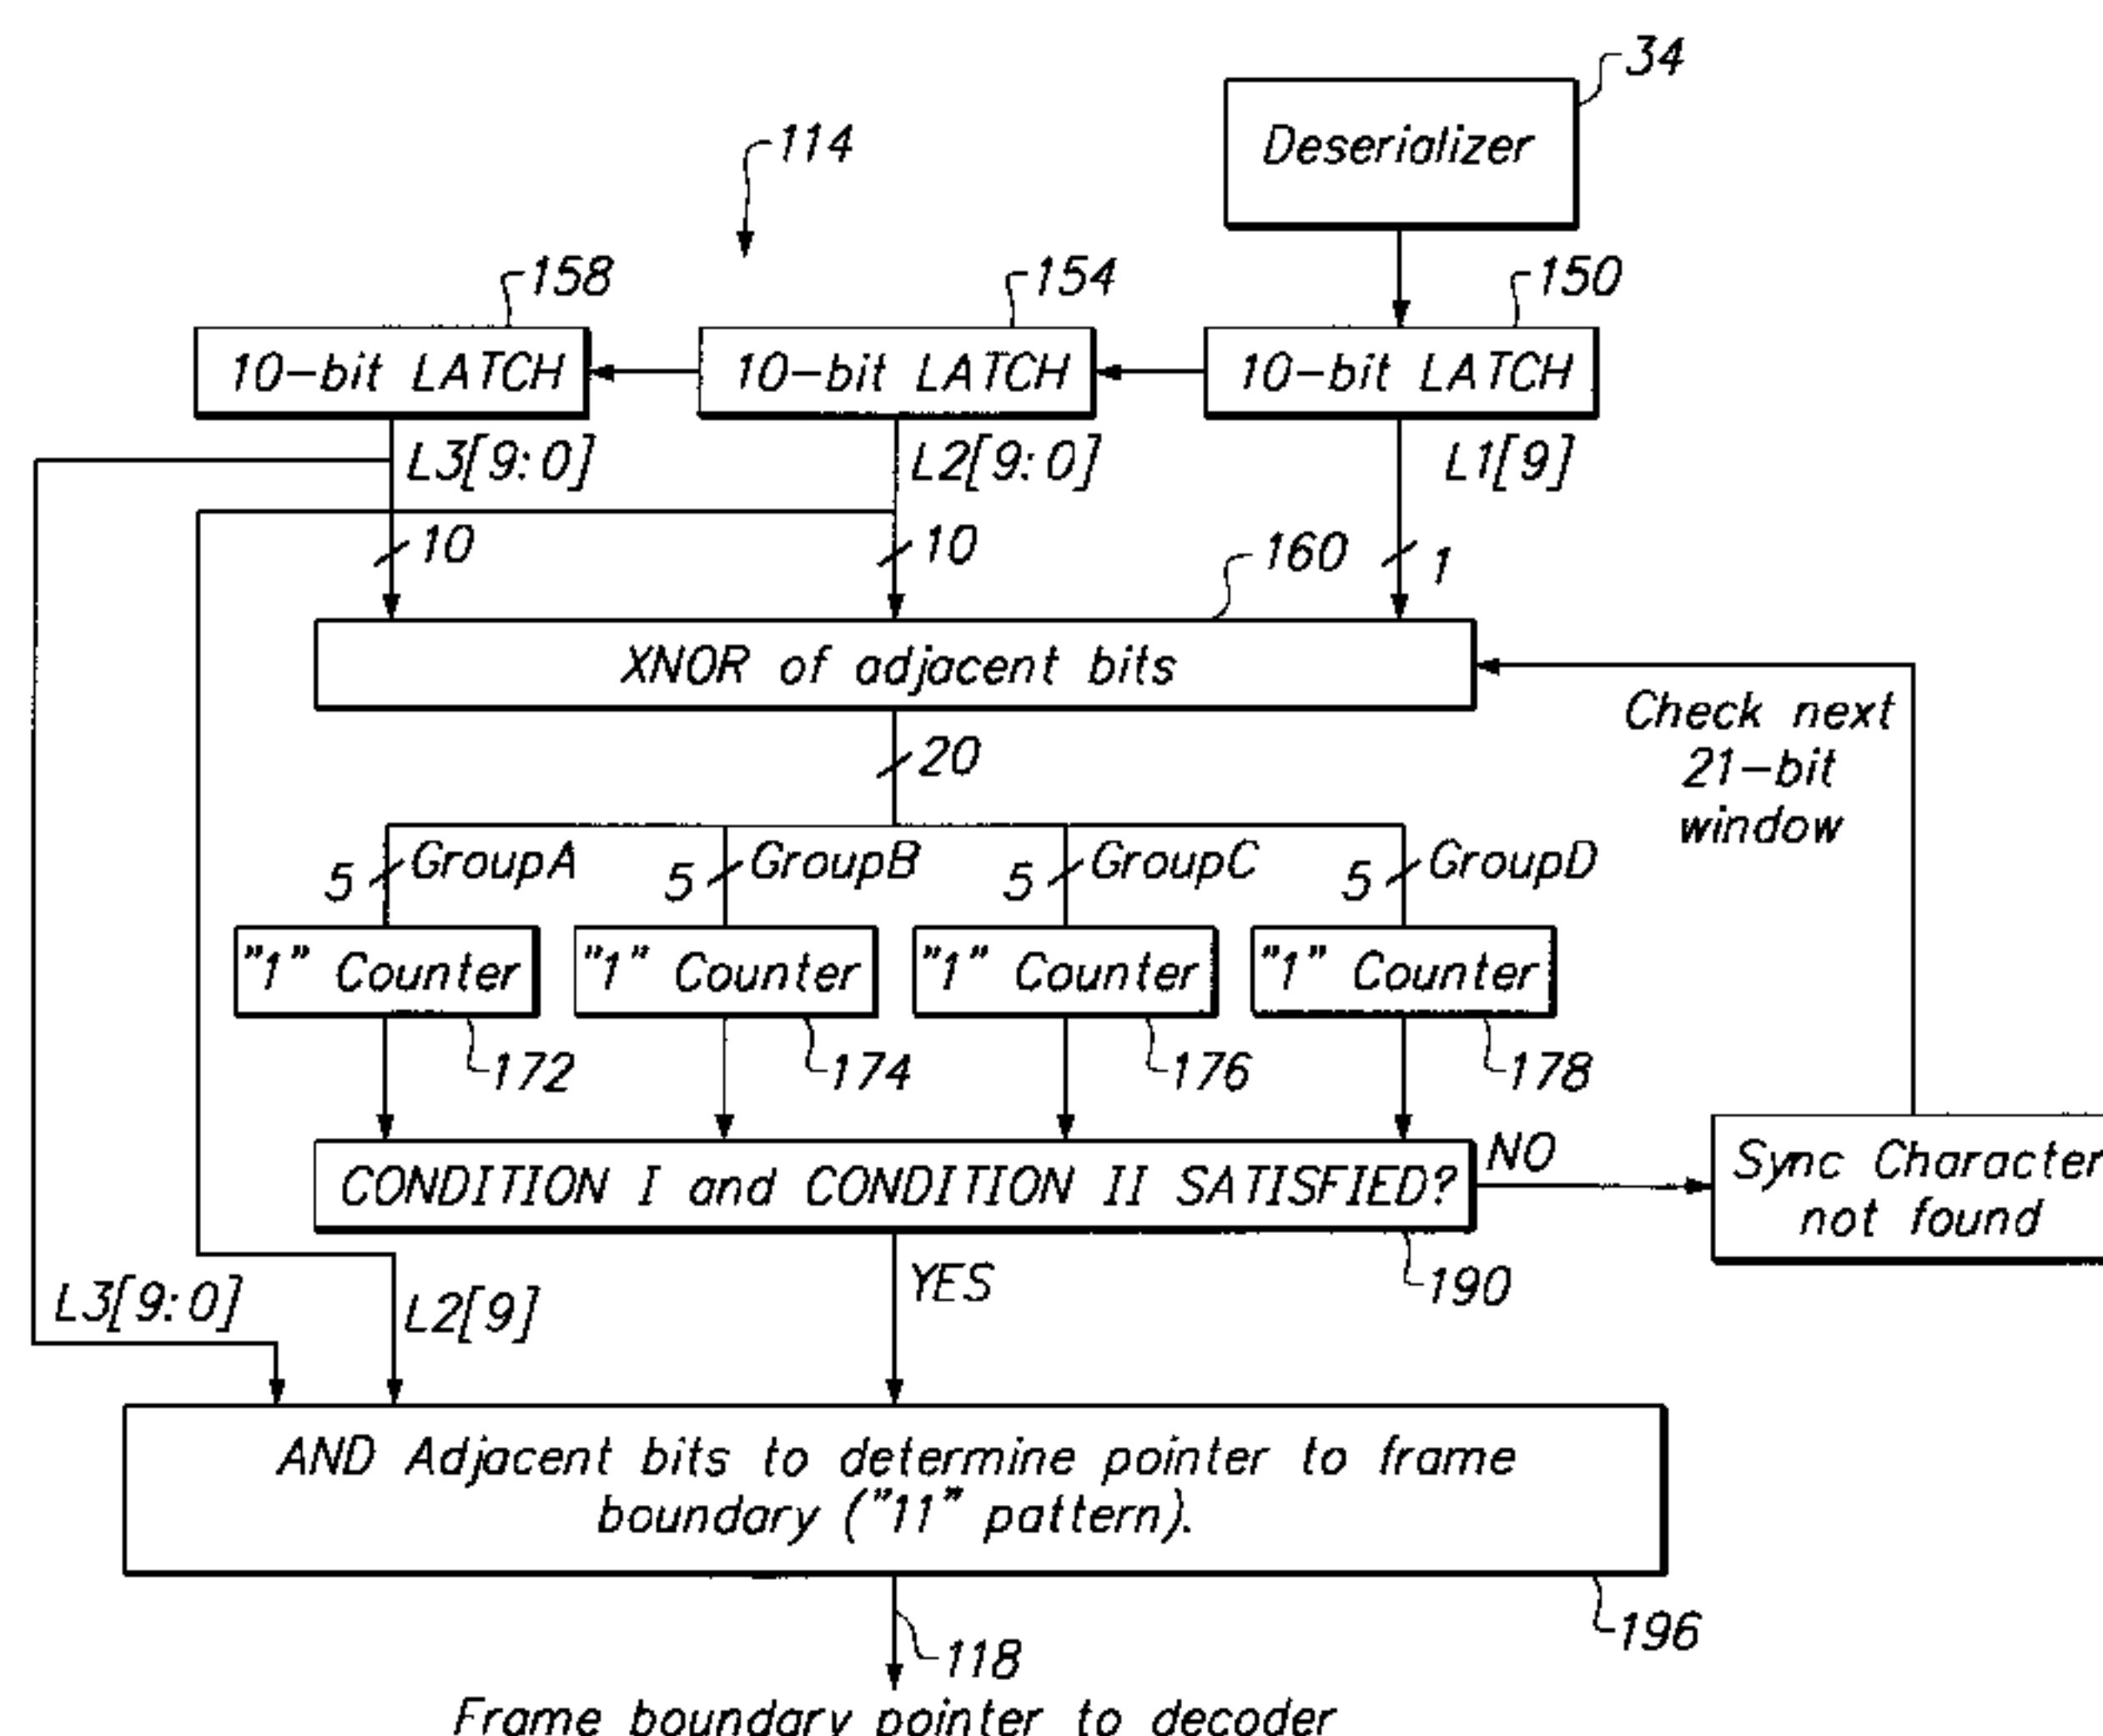 34
Deserializer
114
158
154
150
10-bit LATCH
10-bit LATCH
10-bit LATCH
L3[9:0]
L2[9:0]
L1[9]
10
10
160
1
XNOR of adjacent bits
Check next
21-bit
window
20
5
GroupA
5
GroupB
5
GroupC
5
GroupD
"1" Counter
"1" Counter
"1" Counter
"1" Counter
172
174
176
178
CONDITION I and CONDITION II SATISFIED?
NO
Sync Character
not found
190
YES
L3[9:0]
L2[9]
AND Adjacent bits to determine pointer to frame
boundary ("11" pattern).
196
118
Frame boundary pointer to decoder